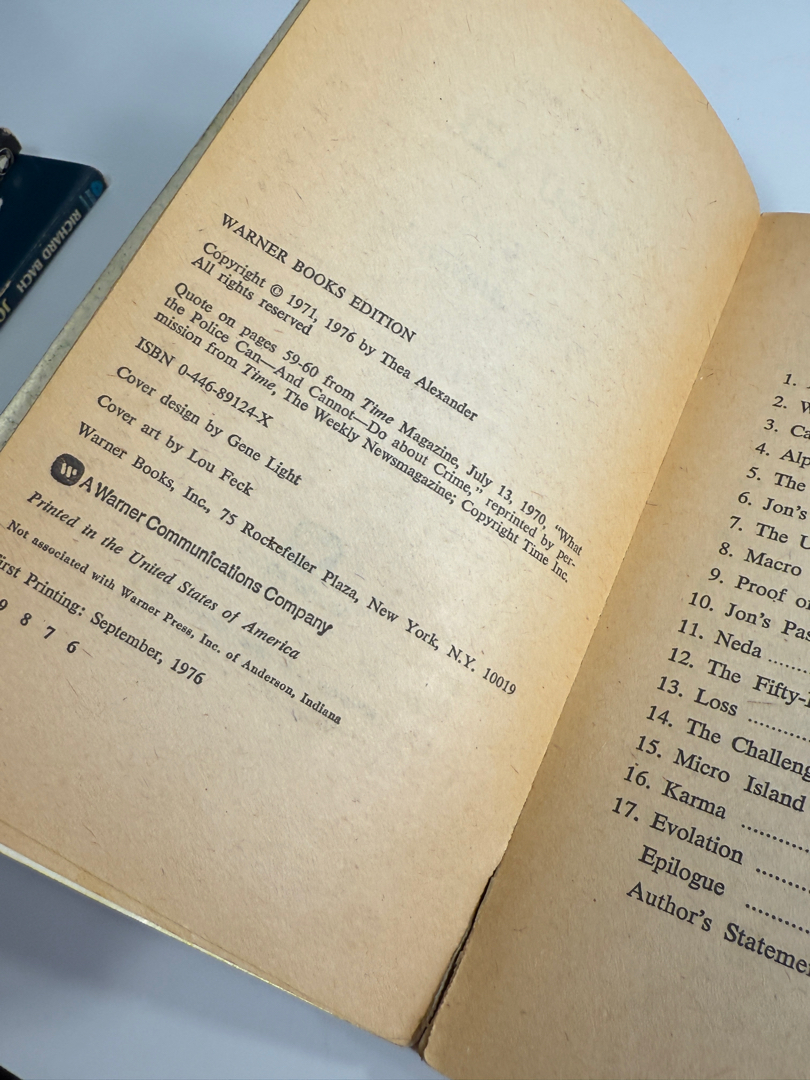 WARNER BOOKS EDITION
Copyright © 1971, 1976 by Thea Alexander
All rights reserved
Quote on pages 59-60 from Time Magazine, July 13, 1970, "What
the Police Can—And Cannot—Do about Crime," reprinted by per-
mission from Time, The Weekly Newsmagazine; Copyright Time Inc.
ISBN 0-446-89124-X
Cover design by Gene Light
Cover art by Lou Feck
Warner Books, Inc., 75 Rockefeller Plaza, New York, N.Y. 10019
A Warner Communications Company
Printed in the United States of America
Not associated with Warner Press, Inc. of Anderson, Indiana
First Printing: September, 1976
9 8 7 6
1.
2.
3.
4.
5. The
6. Jon's
7. The
8. Macro
9. Proof
10. Jon's
11. Neda ........
12. The
13. Loss ........
14. The
15. Micro Island
16. Karma ........
17. Evolation ........
Epilogue ........
Author's
RICHARD BACH